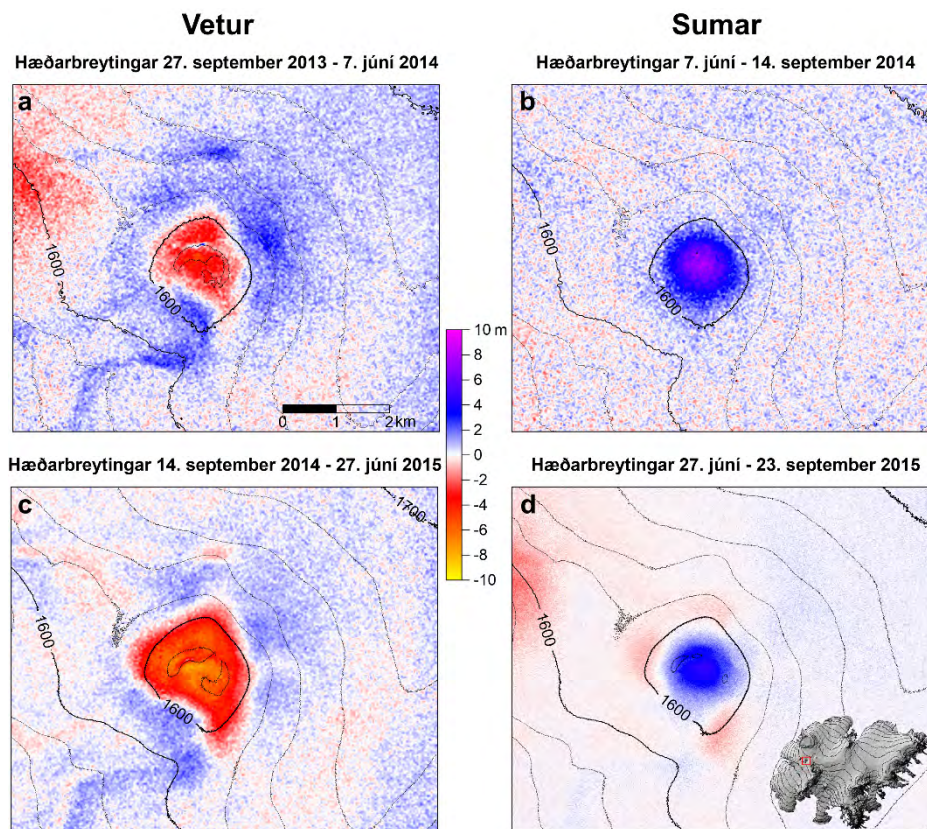 Vetur
Sumar
Hæðarbreytingar 27. september 2013 - 7. júní 2014
Hæðarbreytingar 7. júní - 14. september 2014
a
1600
1600
0 1 2km
b
1600
1600
10 m
8
6
4
2
0
-2
-4
-6
-8
-10
Hæðarbreytingar 14. september 2014 - 27. júní 2015
Hæðarbreytingar 27. júní - 23. september 2015
c
1700
1600
1600
d
1600
1600